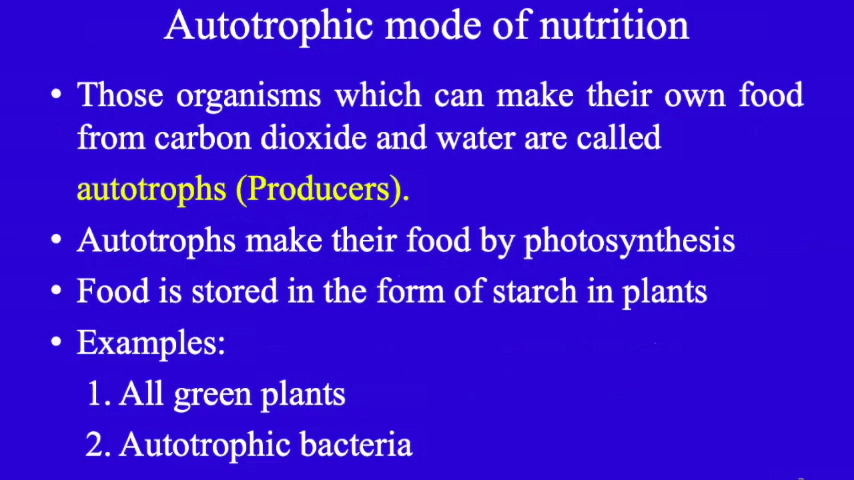 Autotrophic mode of nutrition
• Those organisms which can make their own food
from carbon dioxide and water are called
autotrophs (Producers).
• Autotrophs make their food by photosynthesis
• Food is stored in the form of starch in plants
• Examples:
1. All green plants
2. Autotrophic bacteria